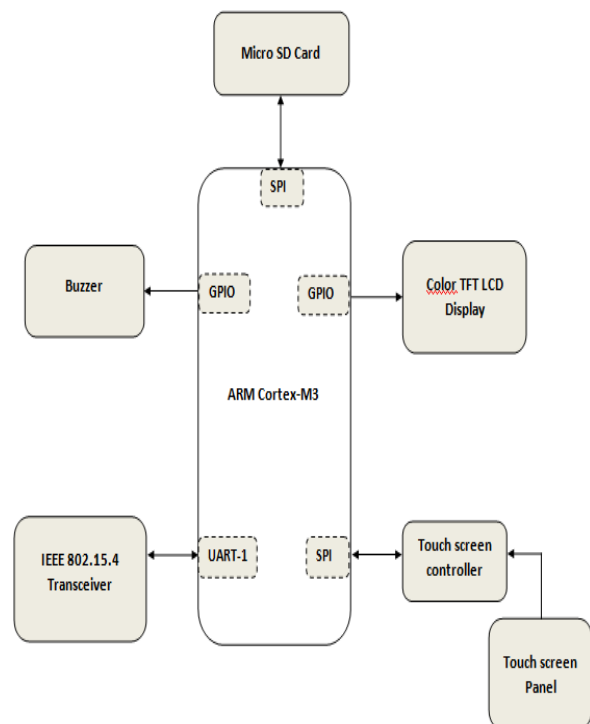 Micro SD Card
SPI
Buzzer
GPIO
GPIO
Color TFT LCD
Display
ARM Cortex-M3
IEEE 802.15.4
Transceiver
UART-1
SPI
Touch screen
controller
Touch screen
Panel